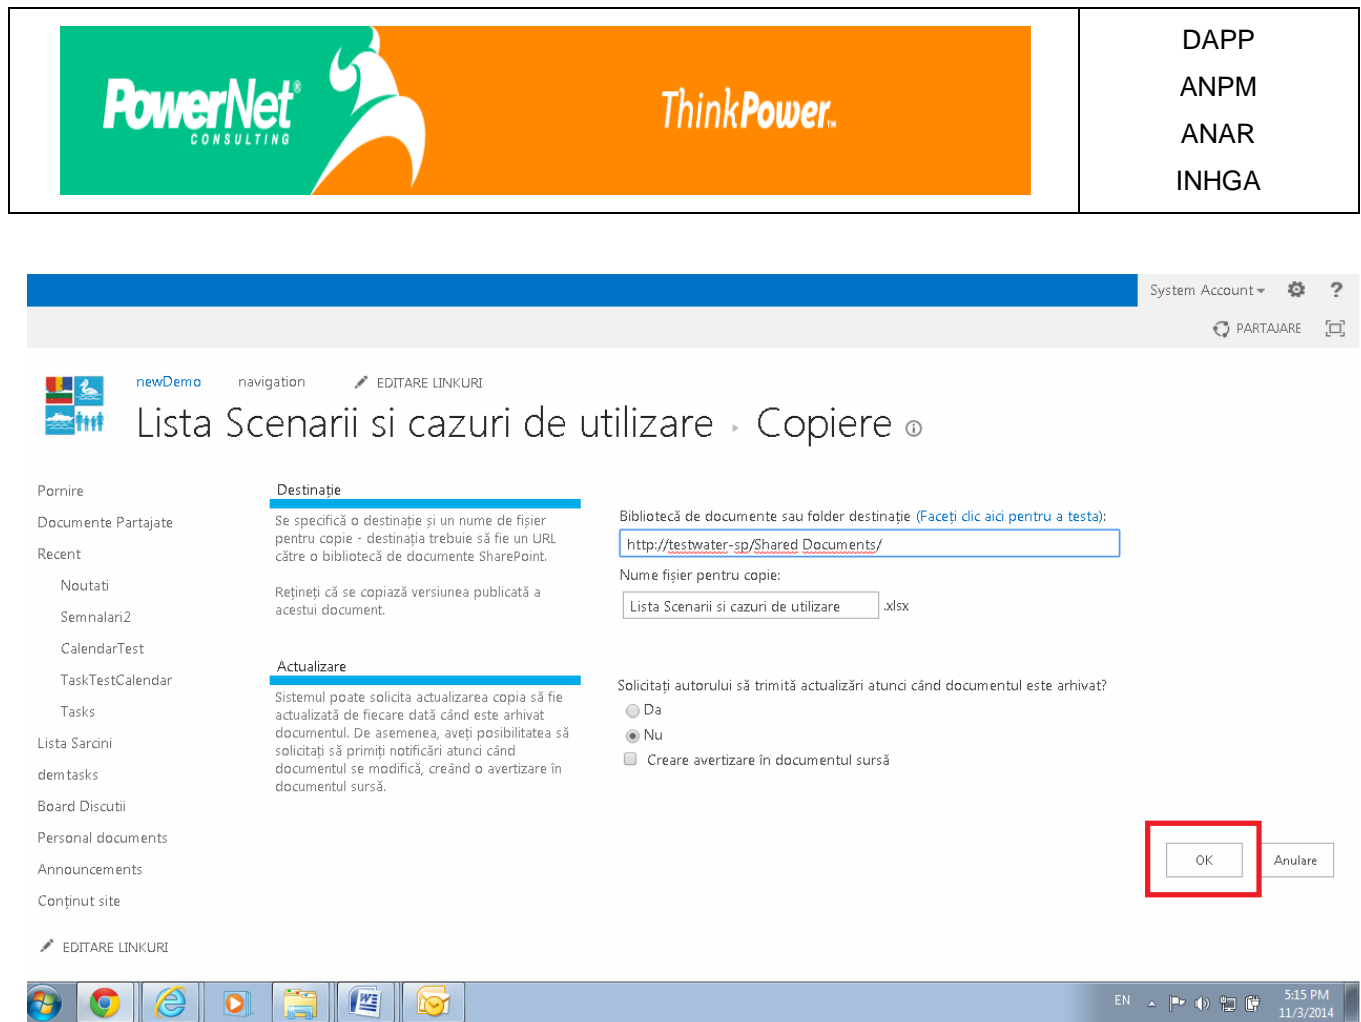 PowerNet®
CONSULTING
ThinkPower™
DAPP
ANPM
ANAR
INHGA
System Account
?
PARTAJARE
newDemo
navigation
EDITARE LINKURI
Lista Scenarii si cazuri de utilizare ▸ Copiere
Pornire
Documente Partajate
Recent
Noutati
Semnalari2
CalendarTest
TaskTestCalendar
Tasks
Lista Sarcini
demtasks
Board Discutii
Personal documents
Announcements
Conținut site
EDITARE LINKURI
Destinație
Se specifică o destinație și un nume de fișier
pentru copie - destinația trebuie să fie un URL
către o bibliotecă de documente SharePoint.
Rețineți că se copiază versiunea publicată a
acestui document.
Bibliotecă de documente sau folder destinație (Faceți clic aici pentru a testa):
http://testwater-sp/Shared Documents/
Nume fișier pentru copie:
Lista Scenarii si cazuri de utilizare .xlsx
Actualizare
Sistemul poate solicita actualizarea copia să fie
actualizată de fiecare dată când este arhivat
documentul. De asemenea, aveți posibilitatea să
solicitați să primiți notificări atunci când
documentul se modifică, creând o avertizare în
documentul sursă.
Solicitați autorului să trimită actualizări atunci când documentul este arhivat?
Da
Nu
Creare avertizare în documentul sursă
OK
Anulare
EN
5:15 PM
11/3/2014